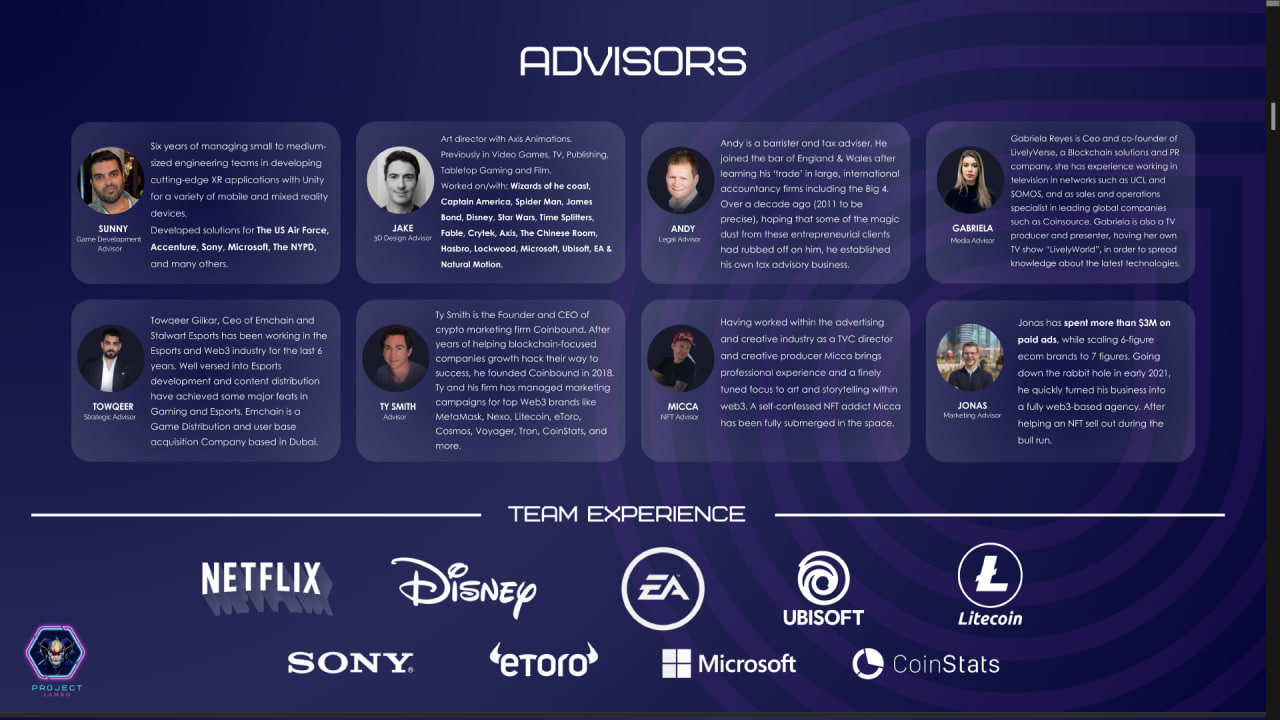 ADVISORS
Six years of managing small to medium-
sized engineering teams in developing
cutting-edge XR applications with Unity
for a variety of mobile and mixed reality
devices.
Developed solutions for The US Air Force,
Accenture, Sony, Microsoft, The NYPD,
and many others.
SUNNY
Game Development
Advisor
Art director with Axis Animations.
Previously in Video Games, TV, Publishing,
Tabletop Gaming and Film.
Worked on/with: Wizards of he coast,
Captain America, Spider Man, James
Bond, Disney, Star Wars, Time Splitters,
Fable, Crytek, Axis, The Chinese Room,
Hasbro, Lockwood, Microsoft, Ubisoft, EA &
Natural Motion.
JAKE
3D Design Advisor
Andy is a barrister and tax adviser. He
joined the bar of England & Wales after
learning his ‘trade’ in large, international
accountancy firms including the Big 4.
Over a decade ago (2011 to be
precise), hoping that some of the magic
dust from these entrepreneurial clients
had rubbed off on him, he established
his own tax advisory business.
ANDY
Legal Advisor
Gabriela Reyes is Ceo and co-founder of
LivelyVerse, a Blockchain solutions and PR
company, she has experience working in
television in networks such as UCL and
SOMOS, and as sales and operations
specialist in leading global companies
such as Coinsource. Gabriela is also a TV
producer and presenter, having her own
TV show “LivelyWorld”, in order to spread
knowledge about the latest technologies.
GABRIELA
Media Advisor
Towqeer Gilkar, Ceo of Emchain and
Stalwart Esports has been working in the
Esports and Web3 industry for the last 6
years. Well versed into Esports
development and content distribution
have achieved some major feats in
Gaming and Esports. Emchain is a
Game Distribution and user base
acquisition Company based in Dubai.
TOWQEER
Strategic Advisor
Ty Smith is the Founder and CEO of
crypto marketing firm Coinbound. After
years of helping blockchain-focused
companies growth hack their way to
success, he founded Coinbound in 2018.
Ty and his firm has managed marketing
campaigns for top Web3 brands like
MetaMask, Nexo, Litecoin, eToro,
Cosmos, Voyager, Tron, CoinStats, and
more.
TY SMITH
Advisor
Having worked within the advertising
and creative industry as a TVC director
and creative producer Micca brings
professional experience and a finely
tuned focus to art and storytelling within
web3. A self-confessed NFT addict Micca
has been fully submerged in the space.
MICCA
NFT Advisor
Jonas has spent more than $3M on
paid ads, while scaling 6-figure
ecom brands to 7 figures. Going
down the rabbit hole in early 2021,
he quickly turned his business into
a fully web3-based agency. After
helping an NFT sell out during the
bull run.
JONAS
Marketing Advisor
TEAM EXPERIENCE
NETFLIX
Disney
EA™
UBISOFT
Litecoin
SONY®
eToro
Microsoft
CoinStats
PROJECT
LAMBO